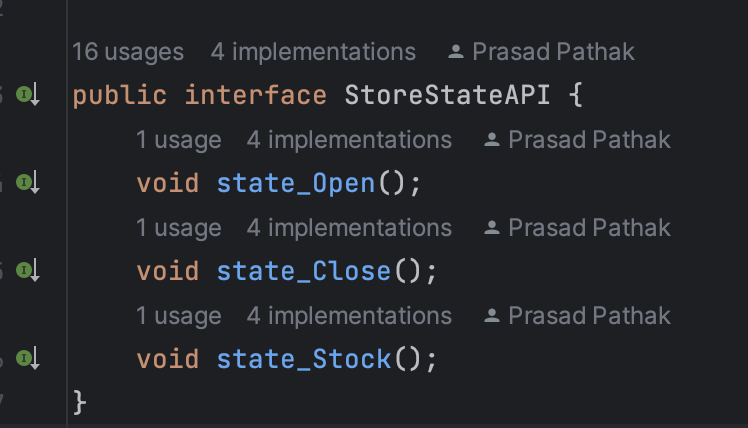 16 usages 4 implementations Prasad Pathak
public interface StoreStateAPI {
1 usage 4 implementations Prasad Pathak
void state_Open();
1 usage 4 implementations Prasad Pathak
void state_Close();
1 usage 4 implementations Prasad Pathak
void state_Stock();
}